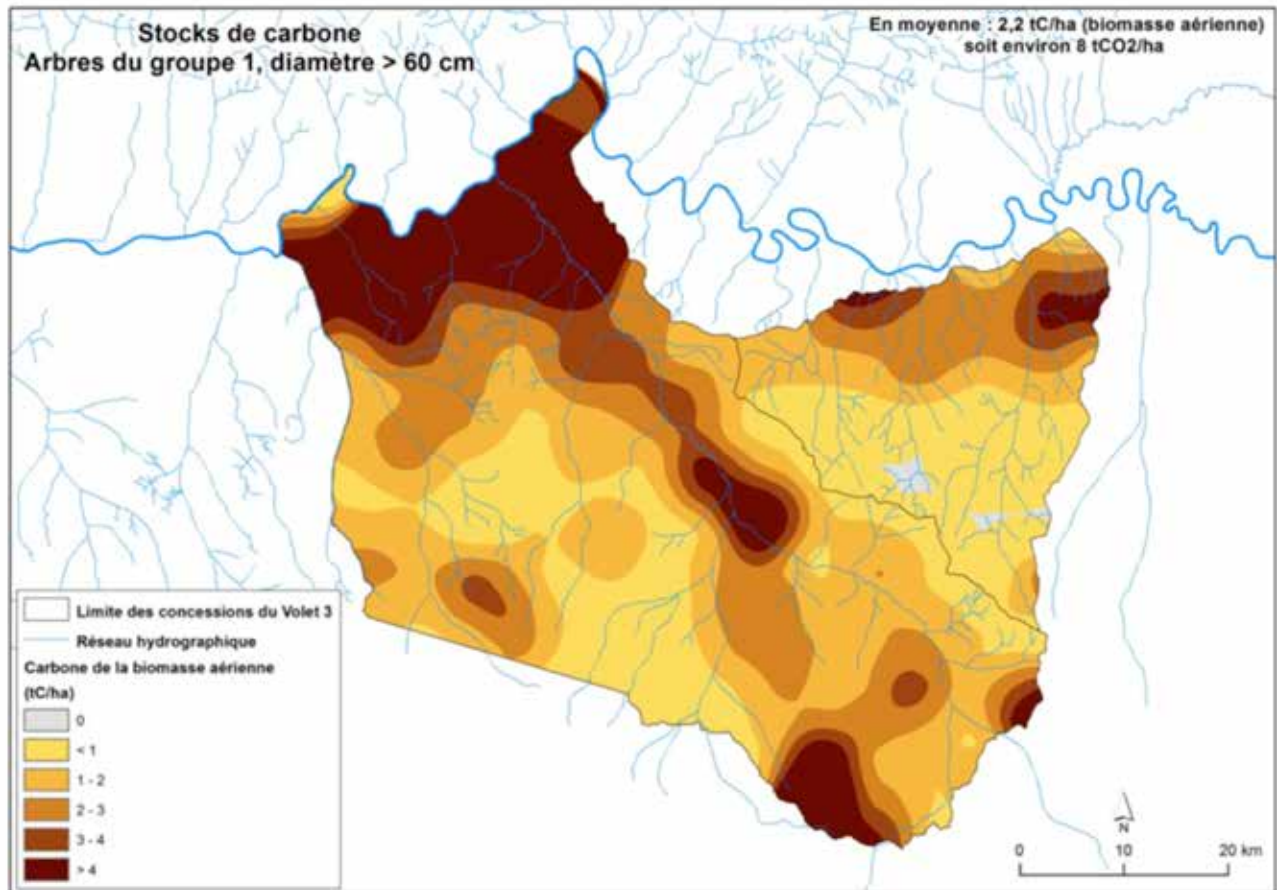 Stocks de carbone
Arbres du groupe 1, diamètre > 60 cm
En moyenne : 2,2 tC/ha (biomasse aérienne)
soit environ 8 tCO2/ha
Limite des concessions du Volet 3
Réseau hydrographique
Carbone de la biomasse aérienne
(tC/ha)
0
< 1
1 - 2
2 - 3
3 - 4
> 4
N
0 10 20 km